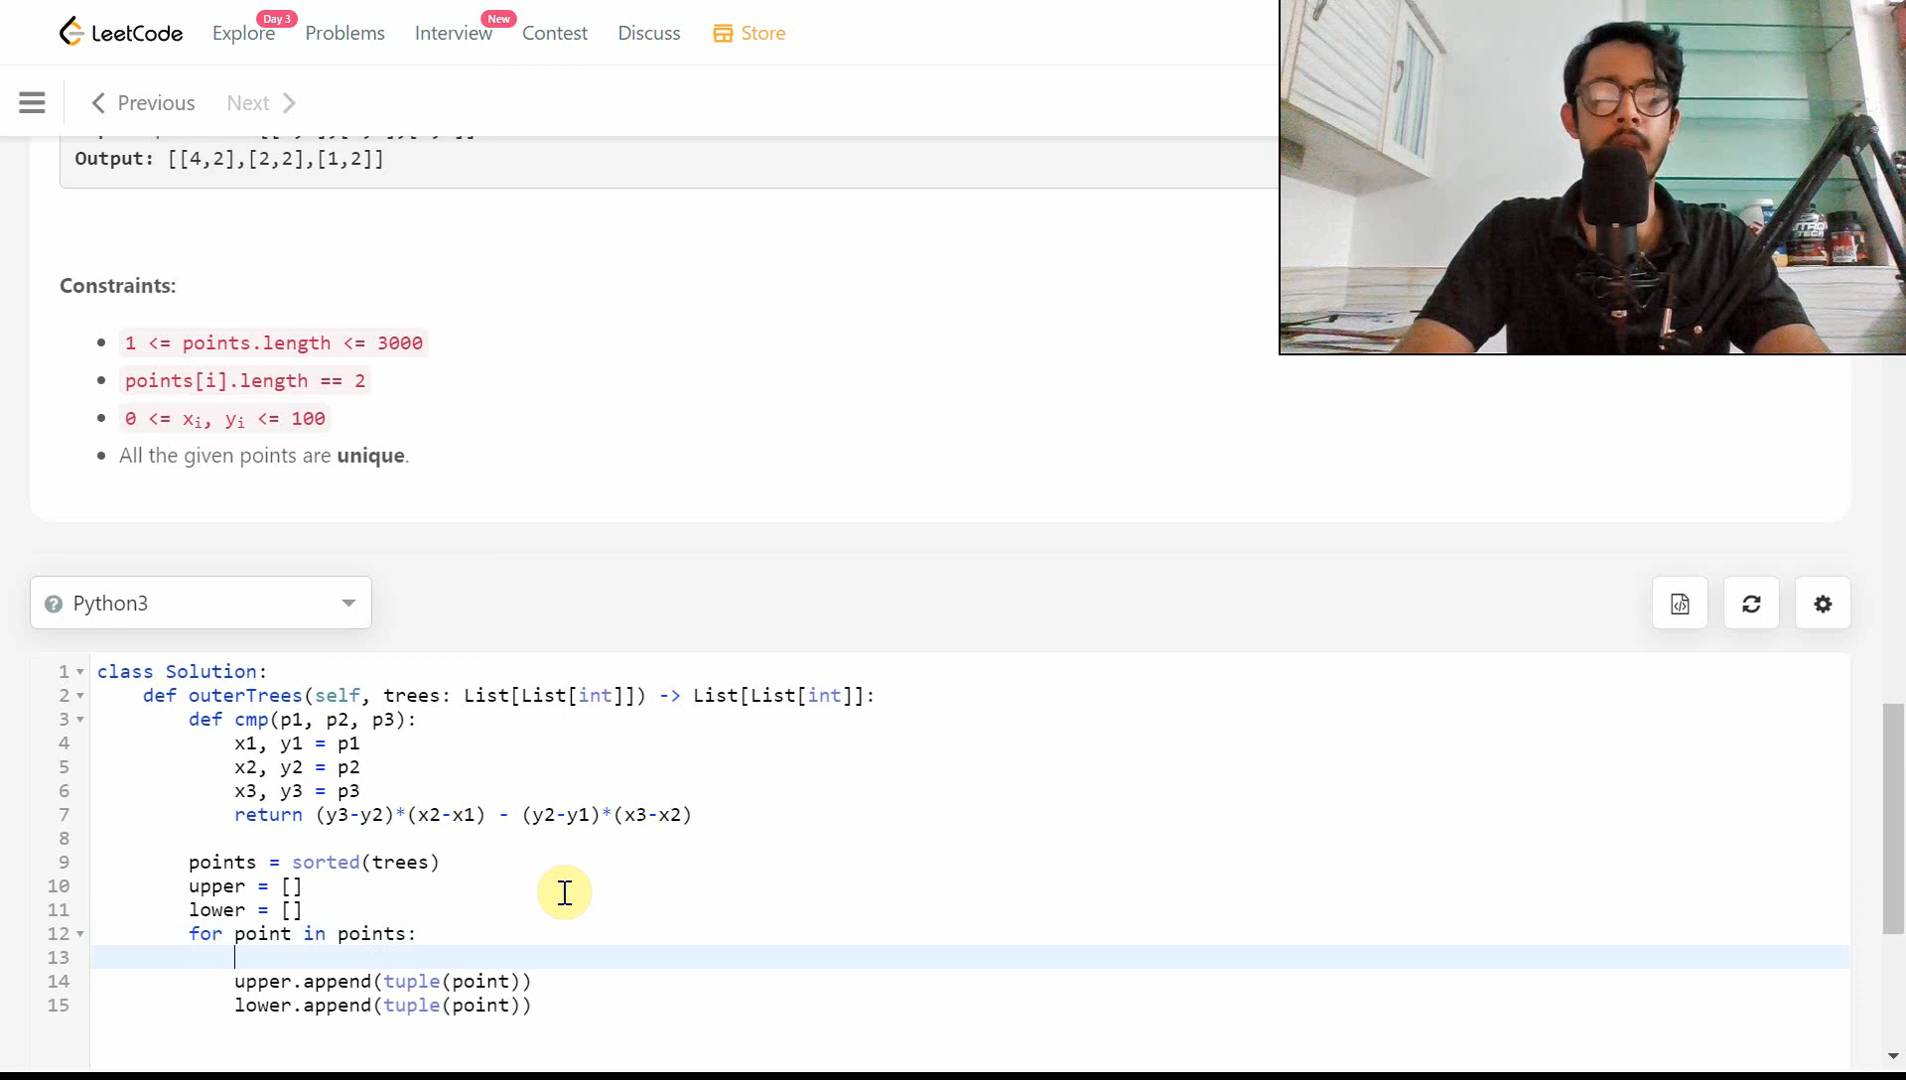 LeetCode
Explore
Day 3
Problems
Interview
New
Contest
Discuss
Store
Previous
Next
Output: [[4,2],[2,2],[1,2]]
Constraints:
1 <= points.length <= 3000
points[i].length == 2
0 <= xi, yi <= 100
All the given points are unique.
Python3
1 class Solution:
2 def outerTrees(self, trees: List[List[int]]) -> List[List[int]]:
3 def cmp(p1, p2, p3):
4 x1, y1 = p1
5 x2, y2 = p2
6 x3, y3 = p3
7 return (y3-y2)*(x2-x1) - (y2-y1)*(x3-x2)
8
9 points = sorted(trees)
10 upper = []
11 lower = []
12 for point in points:
13
14 upper.append(tuple(point))
15 lower.append(tuple(point))